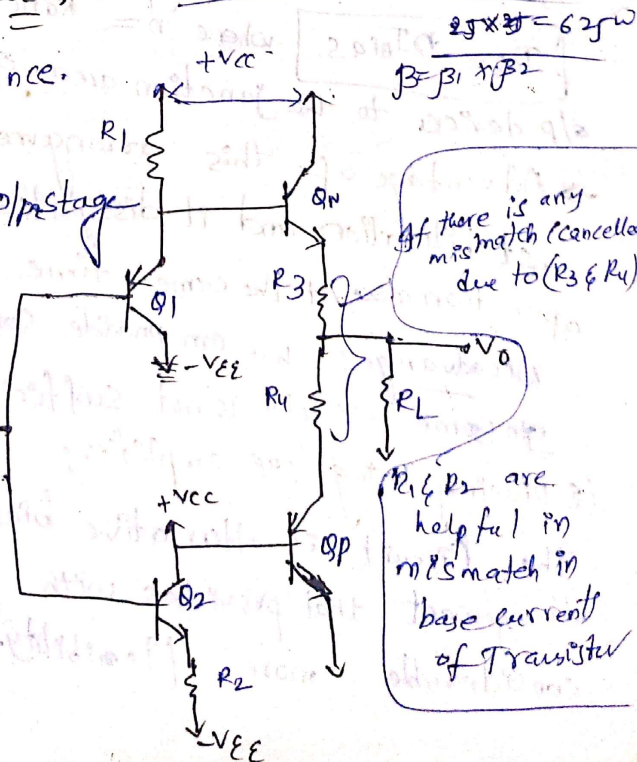 25 × 25 = 625 W
nce.
+VCC
β = β1 × β2
R1
O/p Stage
QN
If there is any
mismatch (cancella
due to (R3 & R4)
R3
Q1
-VEE
Vo
R4
RL
+VCC
R1 & R2 are
helpful in
mismatch in
base currents
of Transistor
QP
Q2
R2
-VEE